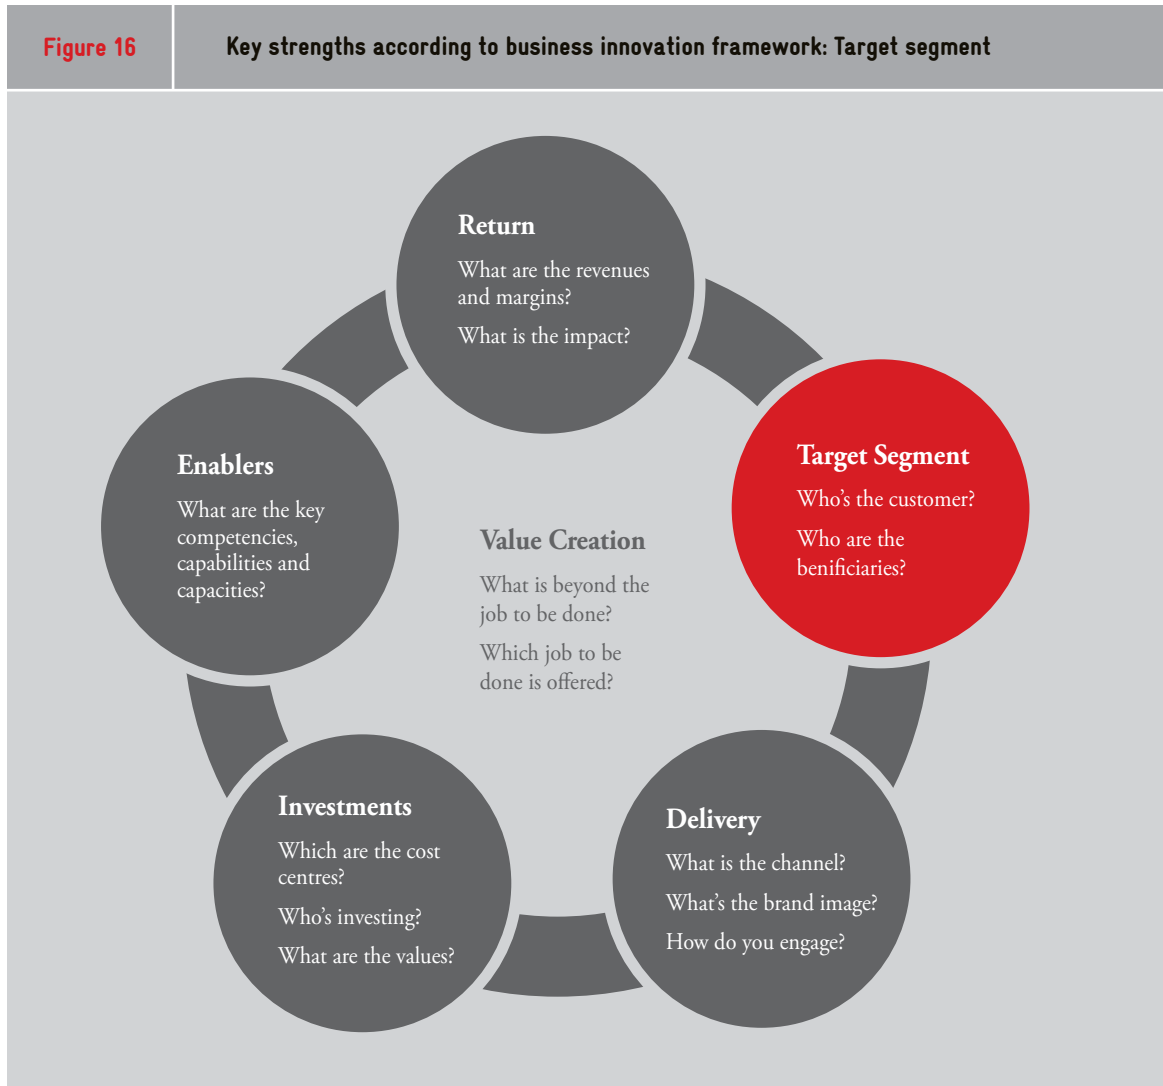 Figure 16
Key strengths according to business innovation framework: Target segment
Return
What are the revenues
and margins?
What is the impact?
Target Segment
Who's the customer?
Who are the
benificiaries?
Enablers
What are the key
competencies,
capabilities and
capacities?
Value Creation
What is beyond the
job to be done?
Which job to be
done is offered?
Investments
Which are the cost
centres?
Who's investing?
What are the values?
Delivery
What is the channel?
What's the brand image?
How do you engage?